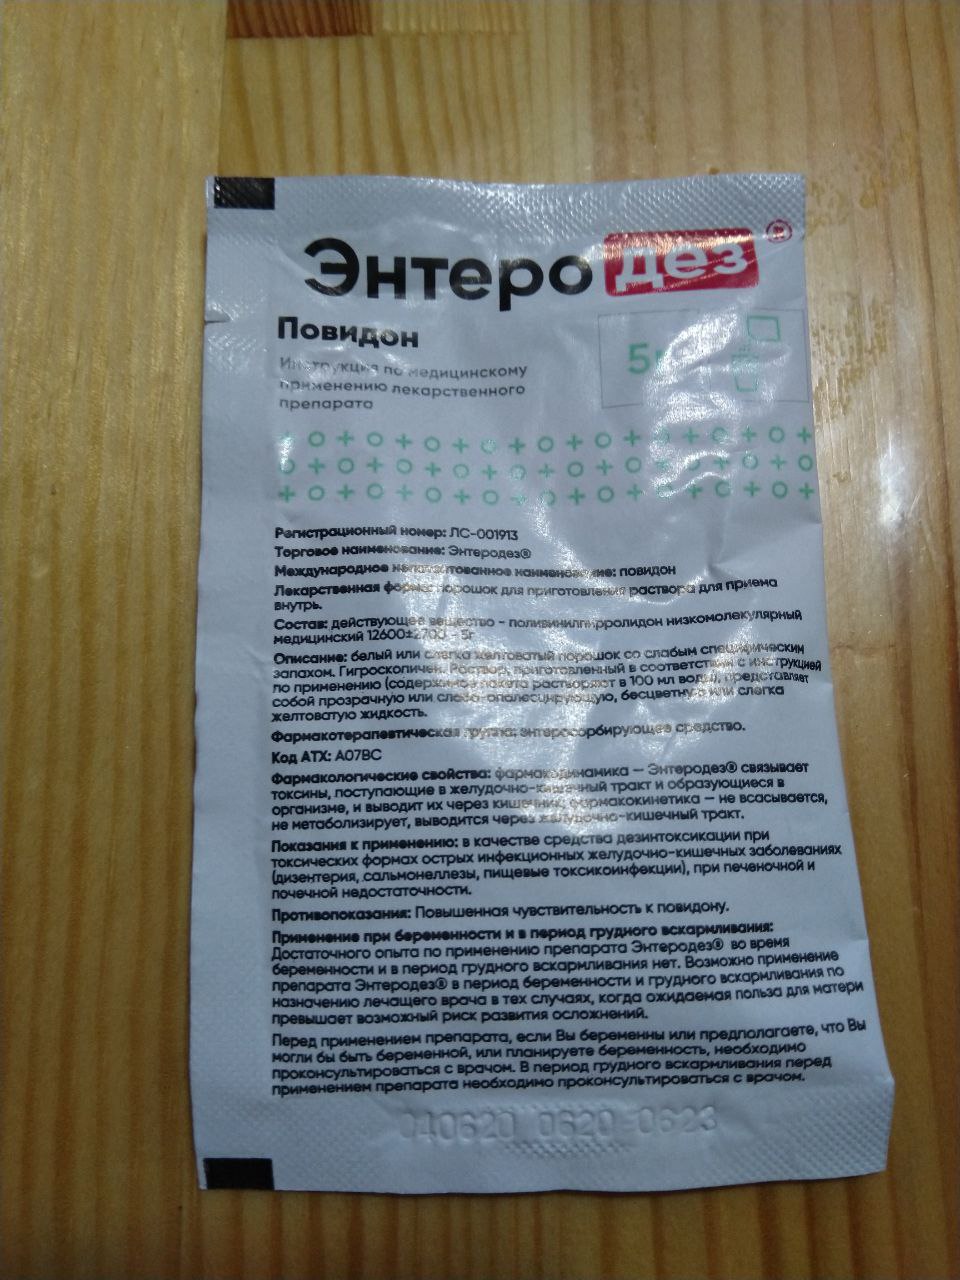 Энтеродез®
Повидон
5г
Инструкция по медицинскому
применению лекарственного
препарата
Регистрационный номер: ЛС-001913
Торговое наименование: Энтеродез®
Международное непатентованное наименование: повидон
Лекарственная форма: порошок для приготовления раствора для приема
внутрь.
Состав: действующее вещество - поливинилпирролидон низкомолекулярный
медицинский 12600±2700 - 5г
Описание: белый или слегка желтоватый порошок со слабым специфическим
запахом. Гигроскопичен. Раствор, приготовленный в соответствии с инструкцией
по применению (содержимое пакета растворяют в 100 мл воды), представляет
собой прозрачную или слабо-опалесцирующую, бесцветную или слегка
желтоватую жидкость.
Фармакотерапевтическая группа: энтеросорбирующее средство.
Код АТХ: A07BC
Фармакологические свойства: фармакодинамика — Энтеродез® связывает
токсины, поступающие в желудочно-кишечный тракт и образующиеся в
организме, и выводит их через кишечник; фармакокинетика — не всасывается,
не метаболизирует, выводится через желудочно-кишечный тракт.
Показания к применению: в качестве средства дезинтоксикации при
токсических формах острых инфекционных желудочно-кишечных заболеваниях
(дизентерия, сальмонеллезы, пищевые токсикоинфекции), при печеночной и
почечной недостаточности.
Противопоказания: Повышенная чувствительность к повидону.
Применение при беременности и в период грудного вскармливания:
Достаточного опыта по применению препарата Энтеродез® во время
беременности и в период грудного вскармливания нет. Возможно применение
препарата Энтеродез® в период беременности и грудного вскармливания по
назначению лечащего врача в тех случаях, когда ожидаемая польза для матери
превышает возможный риск развития осложнений.
Перед применением препарата, если Вы беременны или предполагаете, что Вы
могли бы быть беременной, или планируете беременность, необходимо
проконсультироваться с врачом. В период грудного вскармливания перед
применением препарата необходимо проконсультироваться с врачом.
040620 0620 0623